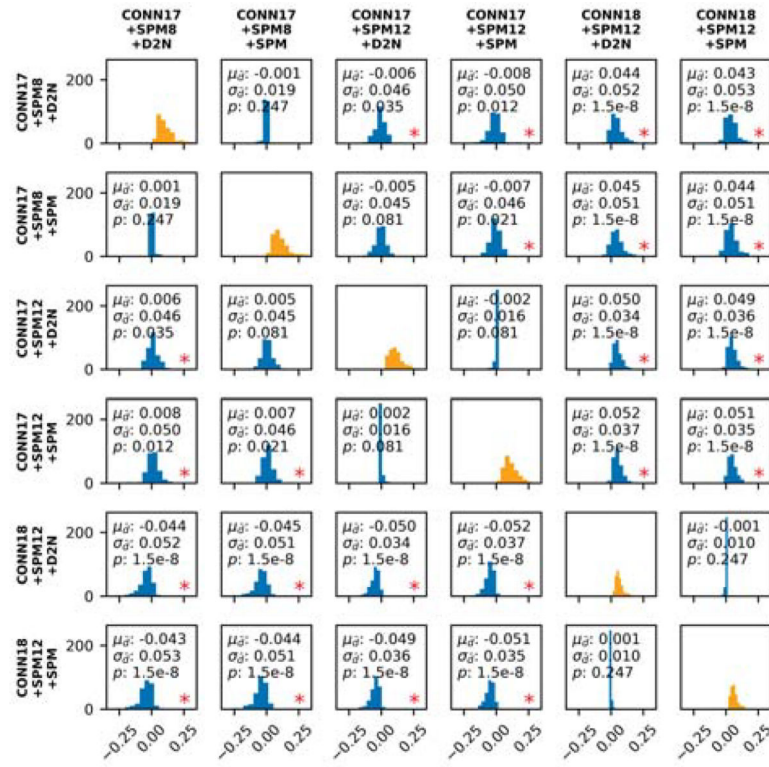 CONN17 CONN17 CONN17 CONN17 CONN18 CONN18
+SPM8 +SPM8 +SPM12 +SPM12 +SPM12 +SPM12
+D2N +SPM +D2N +SPM +D2N +SPM
CONN17
+SPM8
+D2N
200
0
μd̂: -0.001
σd̂: 0.019
p: 0.247
μd̂: -0.006
σd̂: 0.046
p: 0.035
*
μd̂: -0.008
σd̂: 0.050
p: 0.012
*
μd̂: 0.044
σd̂: 0.052
p: 1.5e-8
*
μd̂: 0.043
σd̂: 0.053
p: 1.5e-8
*
CONN17
+SPM8
+SPM
200
0
μd̂: 0.001
σd̂: 0.019
p: 0.247
μd̂: -0.005
σd̂: 0.045
p: 0.081
μd̂: -0.007
σd̂: 0.046
p: 0.021
*
μd̂: 0.045
σd̂: 0.051
p: 1.5e-8
*
μd̂: 0.044
σd̂: 0.051
p: 1.5e-8
*
CONN17
+SPM12
+D2N
200
0
μd̂: 0.006
σd̂: 0.046
p: 0.035
*
μd̂: 0.005
σd̂: 0.045
p: 0.081
μd̂: -0.002
σd̂: 0.016
p: 0.081
μd̂: 0.050
σd̂: 0.034
p: 1.5e-8
*
μd̂: 0.049
σd̂: 0.036
p: 1.5e-8
*
CONN17
+SPM12
+SPM
200
0
μd̂: 0.008
σd̂: 0.050
p: 0.012
*
μd̂: 0.007
σd̂: 0.046
p: 0.021
*
μd̂: 0.002
σd̂: 0.016
p: 0.081
μd̂: 0.052
σd̂: 0.037
p: 1.5e-8
*
μd̂: 0.051
σd̂: 0.035
p: 1.5e-8
*
CONN18
+SPM12
+D2N
200
0
μd̂: -0.044
σd̂: 0.052
p: 1.5e-8
*
μd̂: -0.045
σd̂: 0.051
p: 1.5e-8
*
μd̂: -0.050
σd̂: 0.034
p: 1.5e-8
*
μd̂: -0.052
σd̂: 0.037
p: 1.5e-8
*
μd̂: -0.001
σd̂: 0.010
p: 0.247
CONN18
+SPM12
+SPM
200
0
μd̂: -0.043
σd̂: 0.053
p: 1.5e-8
*
μd̂: -0.044
σd̂: 0.051
p: 1.5e-8
*
μd̂: -0.049
σd̂: 0.036
p: 1.5e-8
*
μd̂: -0.051
σd̂: 0.035
p: 1.5e-8
*
μd̂: 0.001
σd̂: 0.010
p: 0.247
−0.25 0.00 0.25 −0.25 0.00 0.25 −0.25 0.00 0.25 −0.25 0.00 0.25 −0.25 0.00 0.25 −0.25 0.00 0.25